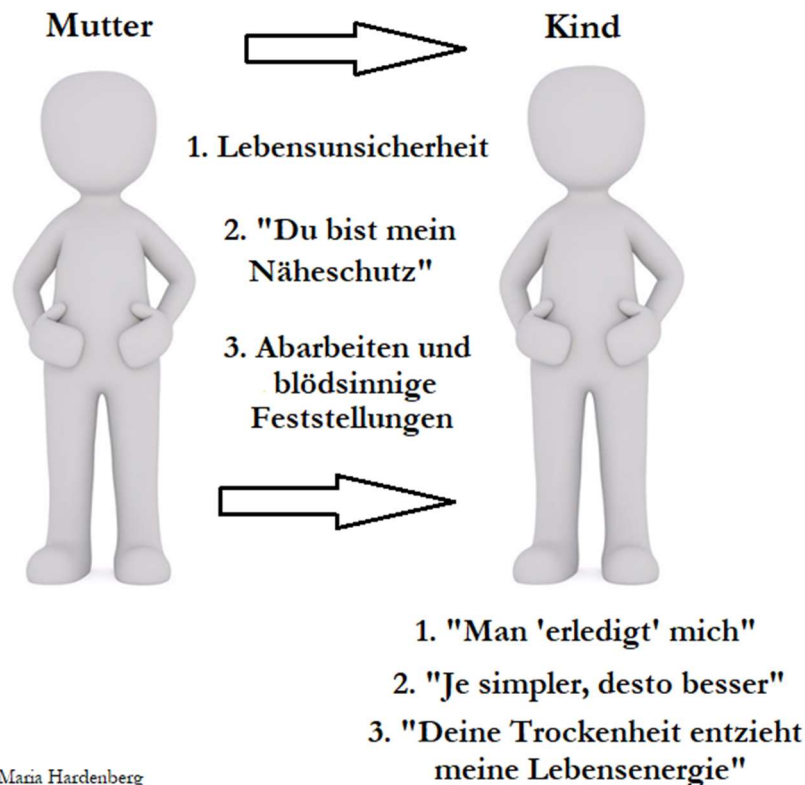 Mutter
Kind
1. Lebensunsicherheit
2. "Du bist mein
Näheschutz"
3. Abarbeiten und
blödsinnige
Feststellungen
1. "Man 'erledigt' mich"
2. "Je simpler, desto besser"
3. "Deine Trockenheit entzieht
meine Lebensenergie"
Maria Hardenberg